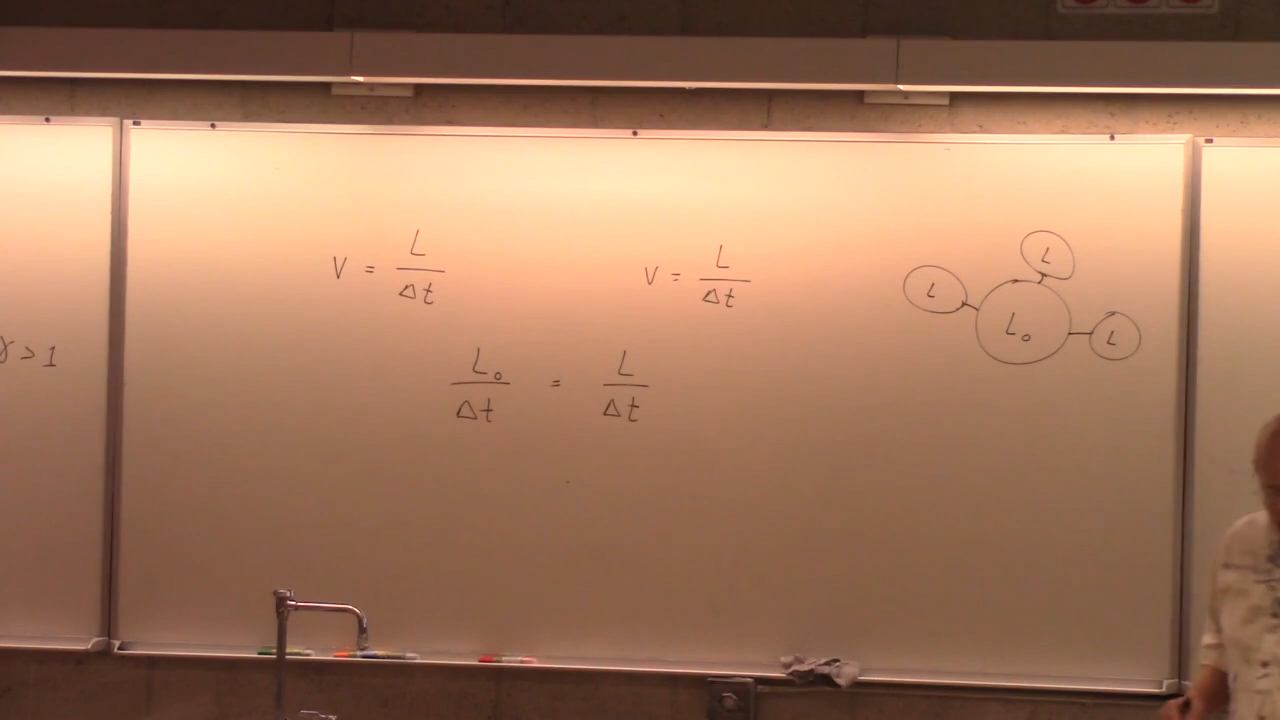 V = L / Δt
V = L / Δt
L₀ / Δt = L / Δt
L
L
L₀
L
γ > 1